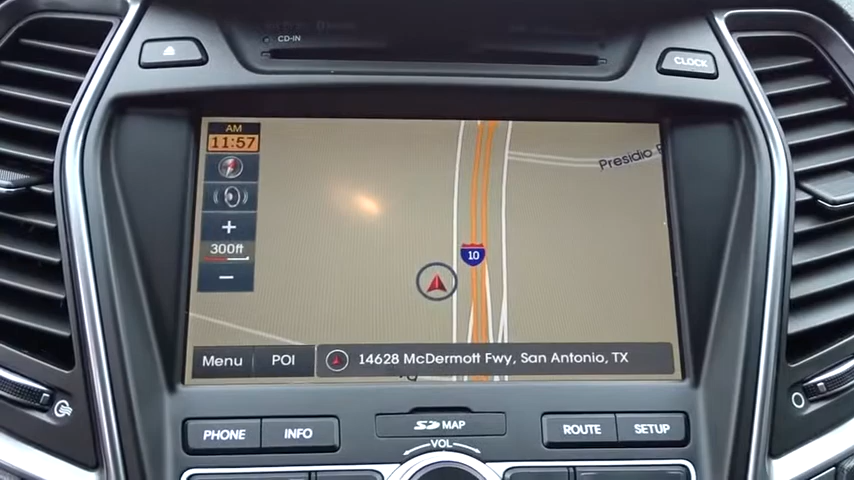 CD-IN
CLOCK
AM
11:57
Presidio
10
+
300ft
−
Menu
POI
14628 McDermott Fwy, San Antonio, TX
PHONE
INFO
SD MAP
ROUTE
SETUP
VOL